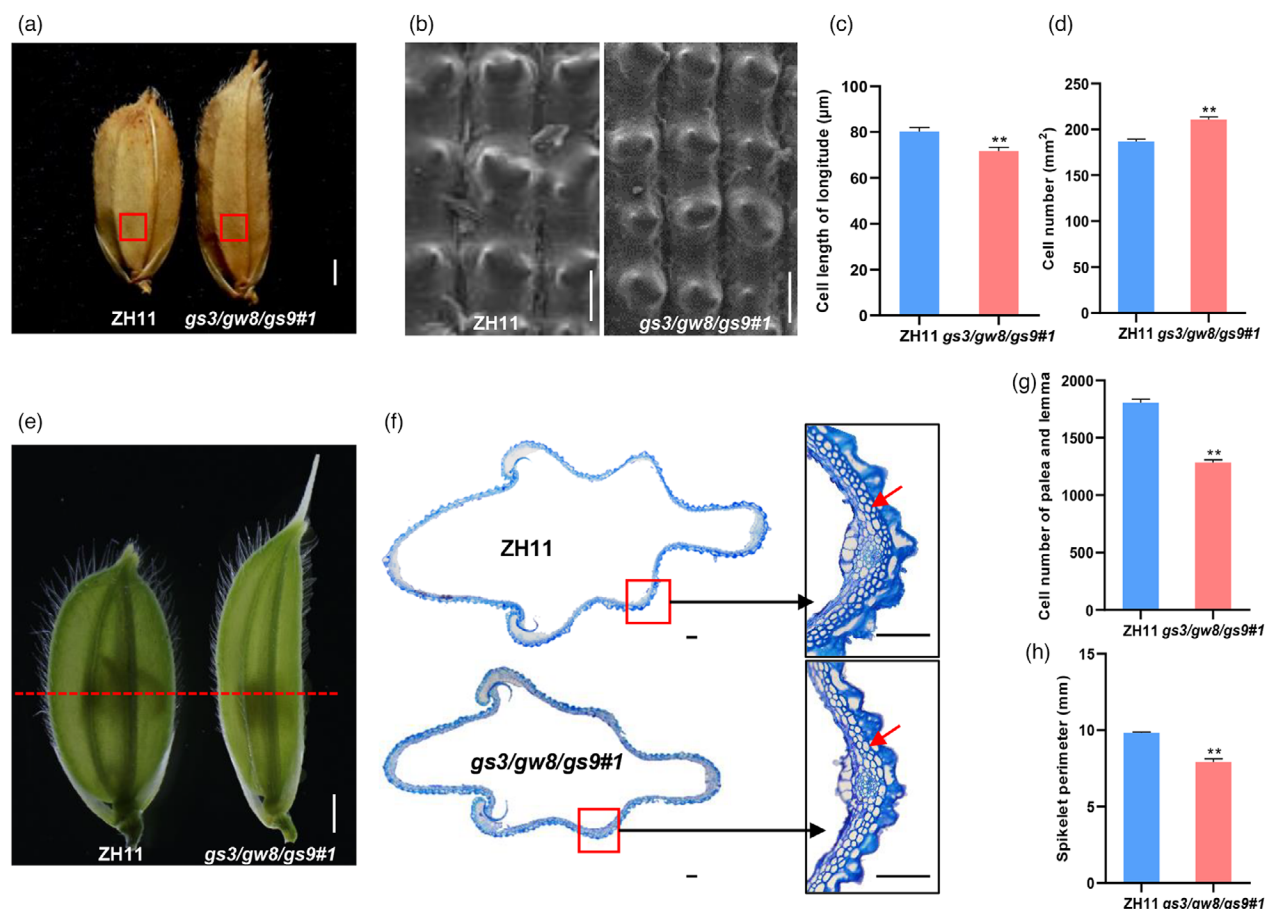 (a)
ZH11
gs3/gw8/gs9#1
(b)
ZH11
gs3/gw8/gs9#1
(c)
Cell length of longitude (µm)
100
80
60
40
20
0
**
ZH11 gs3/gw8/gs9#1
(d)
Cell number (mm²)
250
200
150
100
50
0
**
ZH11 gs3/gw8/gs9#1
(e)
ZH11
gs3/gw8/gs9#1
(f)
ZH11
gs3/gw8/gs9#1
(g)
Cell number of palea and lemma
2000
1500
1000
500
0
**
ZH11 gs3/gw8/gs9#1
(h)
Spikelet perimeter (mm)
15
10
5
0
**
ZH11 gs3/gw8/gs9#1